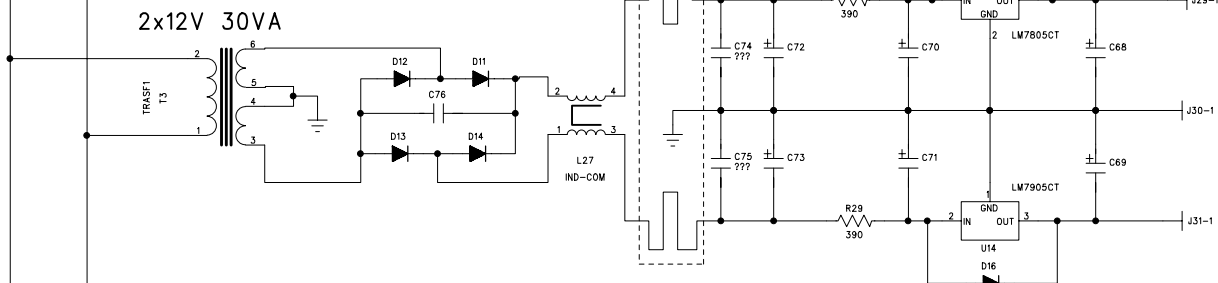 390
IN
OUT
GND
2
LM7805CT
J29-1
2x12V 30VA
2
6
5
4
3
1
TRASF1
T3
D12
D11
C76
D13
D14
2
4
1
3
L27
IND-COM
C74
???
+
C72
+
C70
+
C68
J30-1
C75
???
+
C73
+
C71
+
C69
1
LM7905CT
R29
390
2
IN
GND
OUT
3
U14
J31-1
D16